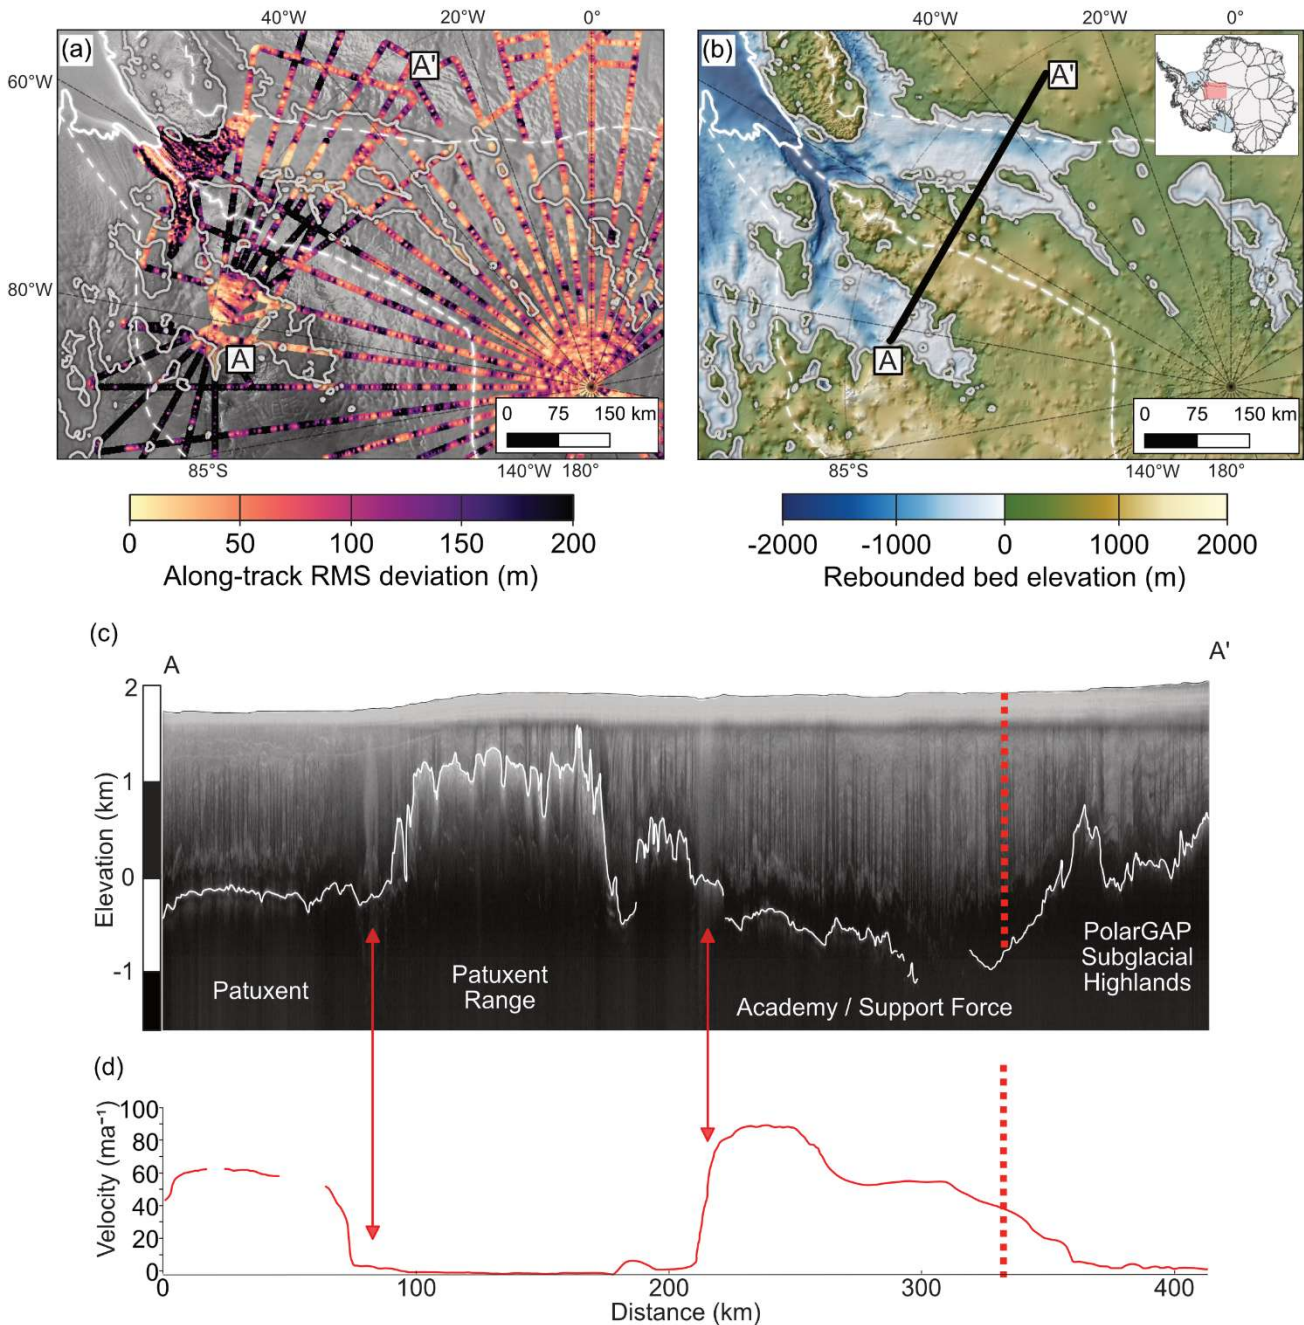 40°W 20°W 0°
60°W
80°W
(a)
A'
A
0 75 150 km
85°S 140°W 180°
0 50 100 150 200
Along-track RMS deviation (m)
40°W 20°W 0°
(b)
A'
A
0 75 150 km
85°S 140°W 180°
-2000 -1000 0 1000 2000
Rebounded bed elevation (m)
(c)
A A'
2
1
0
-1
Elevation (km)
Patuxent
Patuxent
Range
Academy / Support Force
PolarGAP
Subglacial
Highlands
(d)
100
80
60
40
20
0
Velocity (ma⁻¹)
0 100 200 300 400
Distance (km)